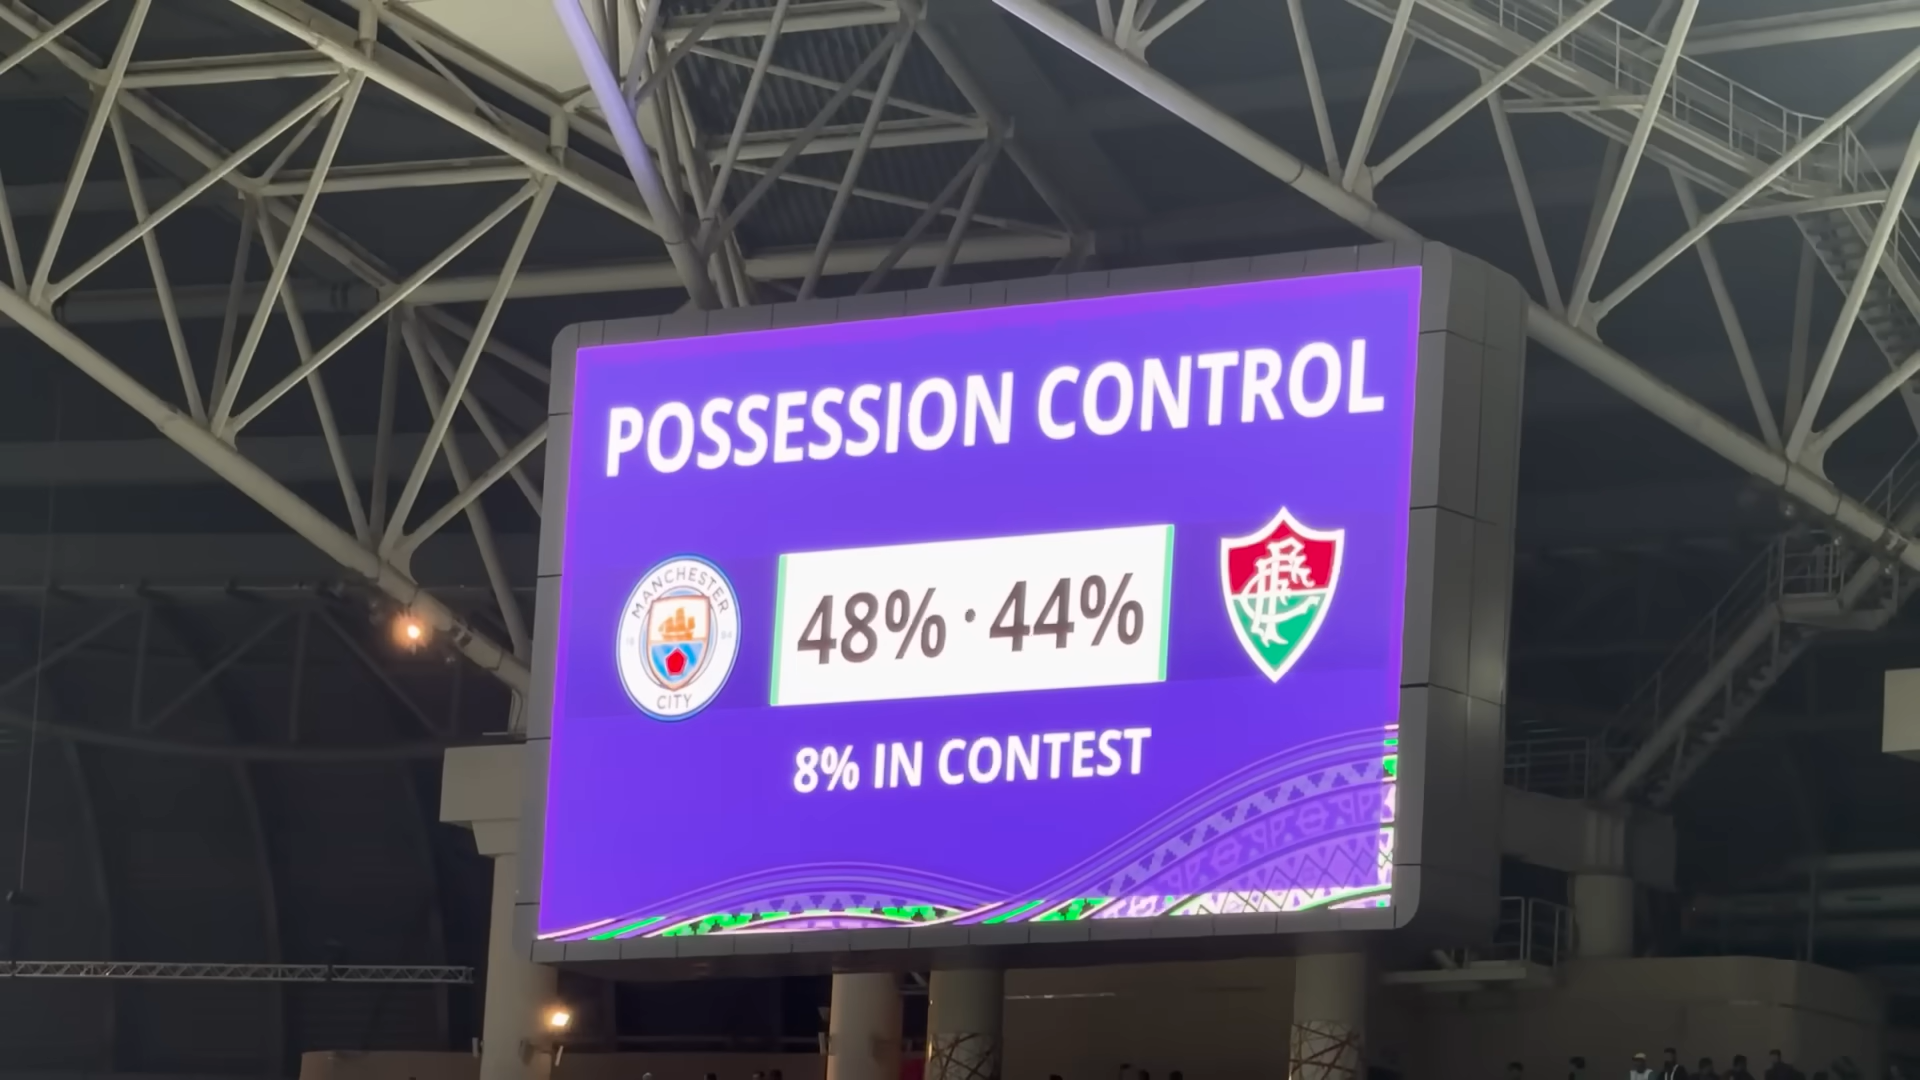 POSSESSION CONTROL
MANCHESTER
CITY
48% · 44%
8% IN CONTEST